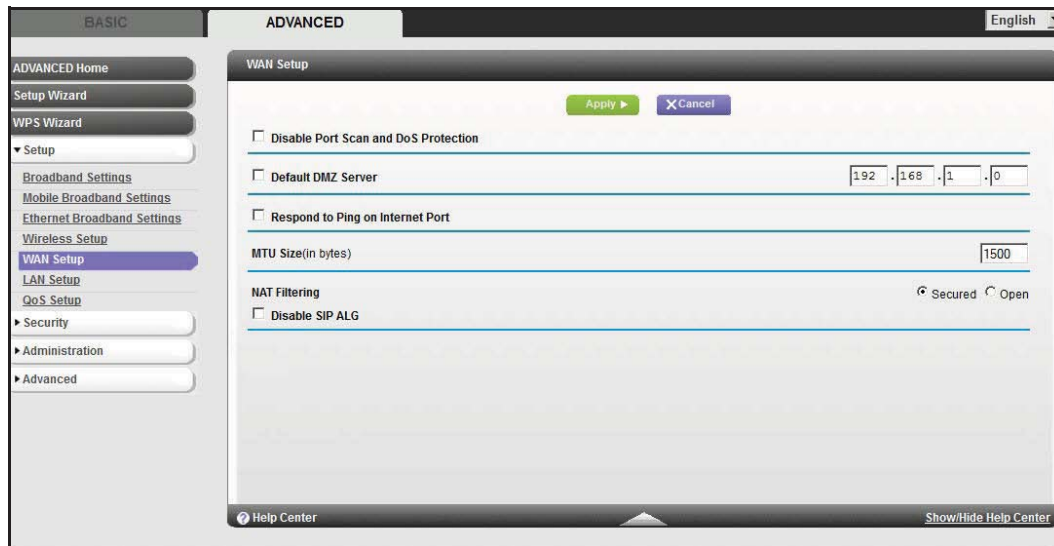 BASIC
ADVANCED
English
ADVANCED Home
Setup Wizard
WPS Wizard
Setup
Broadband Settings
Mobile Broadband Settings
Ethernet Broadband Settings
Wireless Setup
WAN Setup
LAN Setup
QoS Setup
Security
Administration
Advanced
WAN Setup
Apply
X Cancel
Disable Port Scan and DoS Protection
Default DMZ Server 192 . 168 . 1 . 0
Respond to Ping on Internet Port
MTU Size(in bytes) 1500
NAT Filtering Secured Open
Disable SIP ALG
? Help Center Show/Hide Help Center